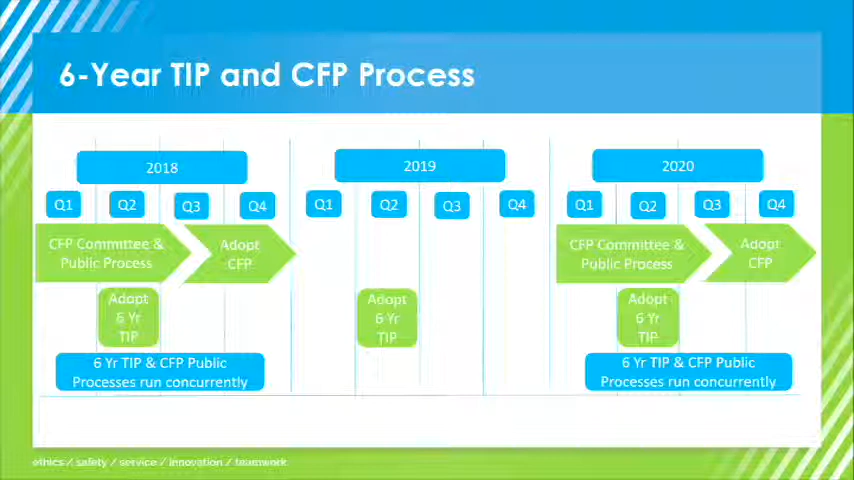 6-Year TIP and CFP Process
2018
2019
2020
Q1
Q2
Q3
Q4
Q1
Q2
Q3
Q4
Q1
Q2
Q3
Q4
CFP Committee &
Public Process
Adopt
CFP
CFP Committee &
Public Process
Adopt
CFP
Adopt
6 Yr
TIP
Adopt
6 Yr
TIP
Adopt
6 Yr
TIP
6 Yr TIP & CFP Public
Processes run concurrently
6 Yr TIP & CFP Public
Processes run concurrently
ethics / safety / service / innovation / teamwork